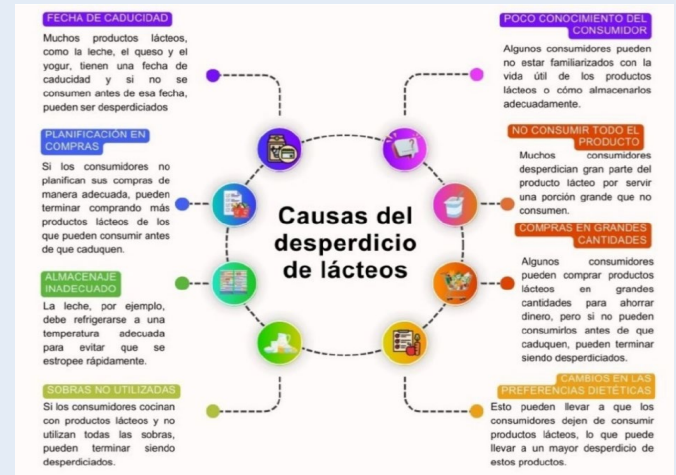 FECHA DE CADUCIDAD
Muchos productos lácteos,
como la leche, el queso y el
yogur, tienen una fecha de
caducidad y si no se
consumen antes de esa fecha,
pueden ser desperdiciados
PLANIFICACIÓN EN
COMPRAS
Si los consumidores no
planifican sus compras de
manera adecuada, pueden
terminar comprando más
productos lácteos de los
que pueden consumir antes
de que caduquen.
ALMACENAJE
INADECUADO
La leche, por ejemplo,
debe refrigerarse a una
temperatura adecuada
para evitar que se
estropee rápidamente.
SOBRAS NO UTILIZADAS
Si los consumidores cocinan
con productos lácteos y no
utilizan todas las sobras,
pueden terminar siendo
desperdiciados.
Causas del
desperdicio
de lácteos
POCO CONOCIMIENTO DEL
CONSUMIDOR
Algunos consumidores pueden
no estar familiarizados con la
vida útil de los productos
lácteos o cómo almacenarlos
adecuadamente.
NO CONSUMIR TODO EL
PRODUCTO
Muchos consumidores
desperdician gran parte del
producto lácteo por servir
una porción grande que no
consumen.
COMPRAS EN GRANDES
CANTIDADES
Algunos consumidores
pueden comprar productos
lácteos en grandes
cantidades para ahorrar
dinero, pero si no pueden
consumirlos antes de que
caduquen, pueden terminar
siendo desperdiciados.
CAMBIOS EN LAS
PREFERENCIAS DIETÉTICAS
Esto pueden llevar a que los
consumidores dejen de consumir
productos lácteos, lo que puede
llevar a un mayor desperdicio de
estos productos.